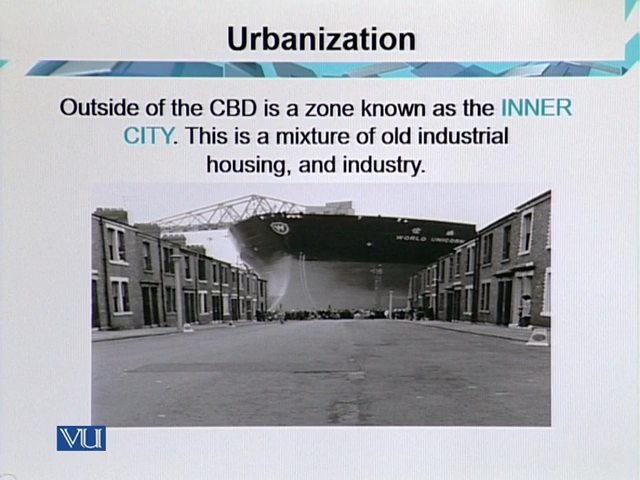 Urbanization
Outside of the CBD is a zone known as the INNER
CITY. This is a mixture of old industrial
housing, and industry.
WORLD UNICORN
VU